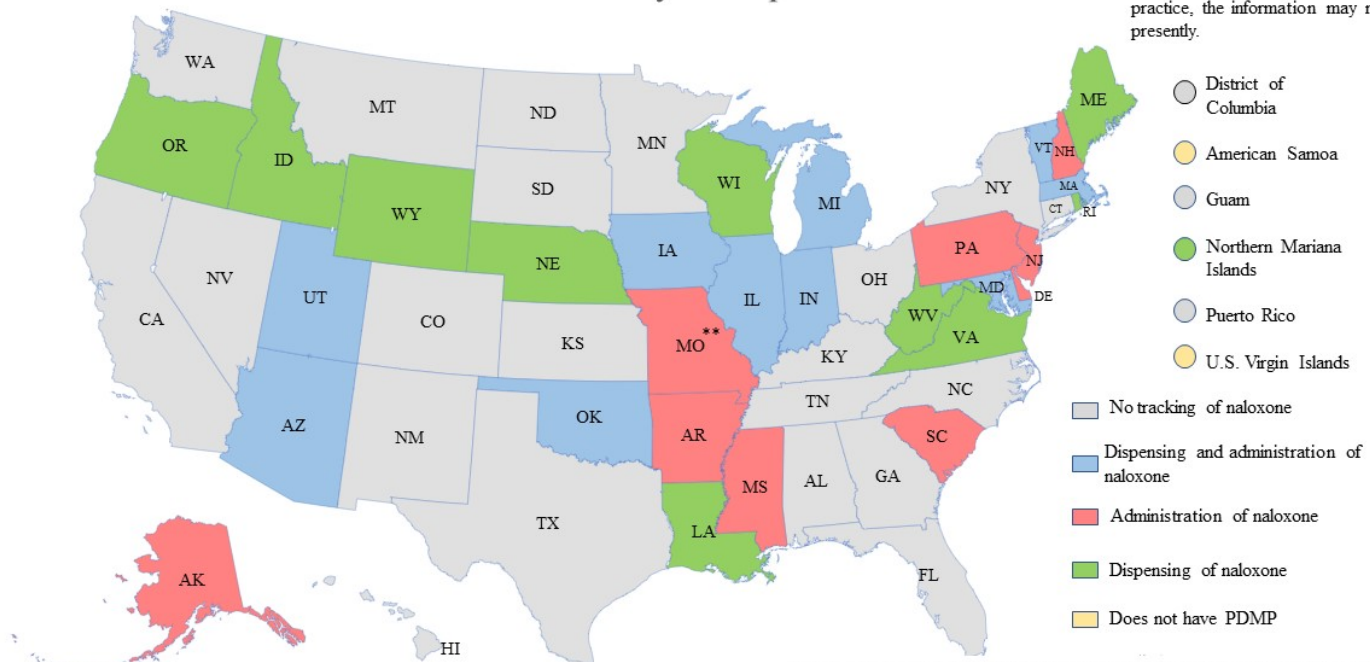 practice, the information may
presently.
WA
MT
ND
MN
ME
OR
ID
SD
WI
VT
NH
NY
MA
WY
MI
CT
RI
IA
PA
NE
NJ
NV
UT
IL
IN
OH
MD
DE
CA
CO
WV
VA
KS
MO**
KY
NC
TN
AZ
NM
OK
AR
SC
MS
AL
GA
TX
LA
FL
AK
HI
District of
Columbia
American Samoa
Guam
Northern Mariana
Islands
Puerto Rico
U.S. Virgin Islands
No tracking of naloxone
Dispensing and administration of
naloxone
Administration of naloxone
Dispensing of naloxone
Does not have PDMP